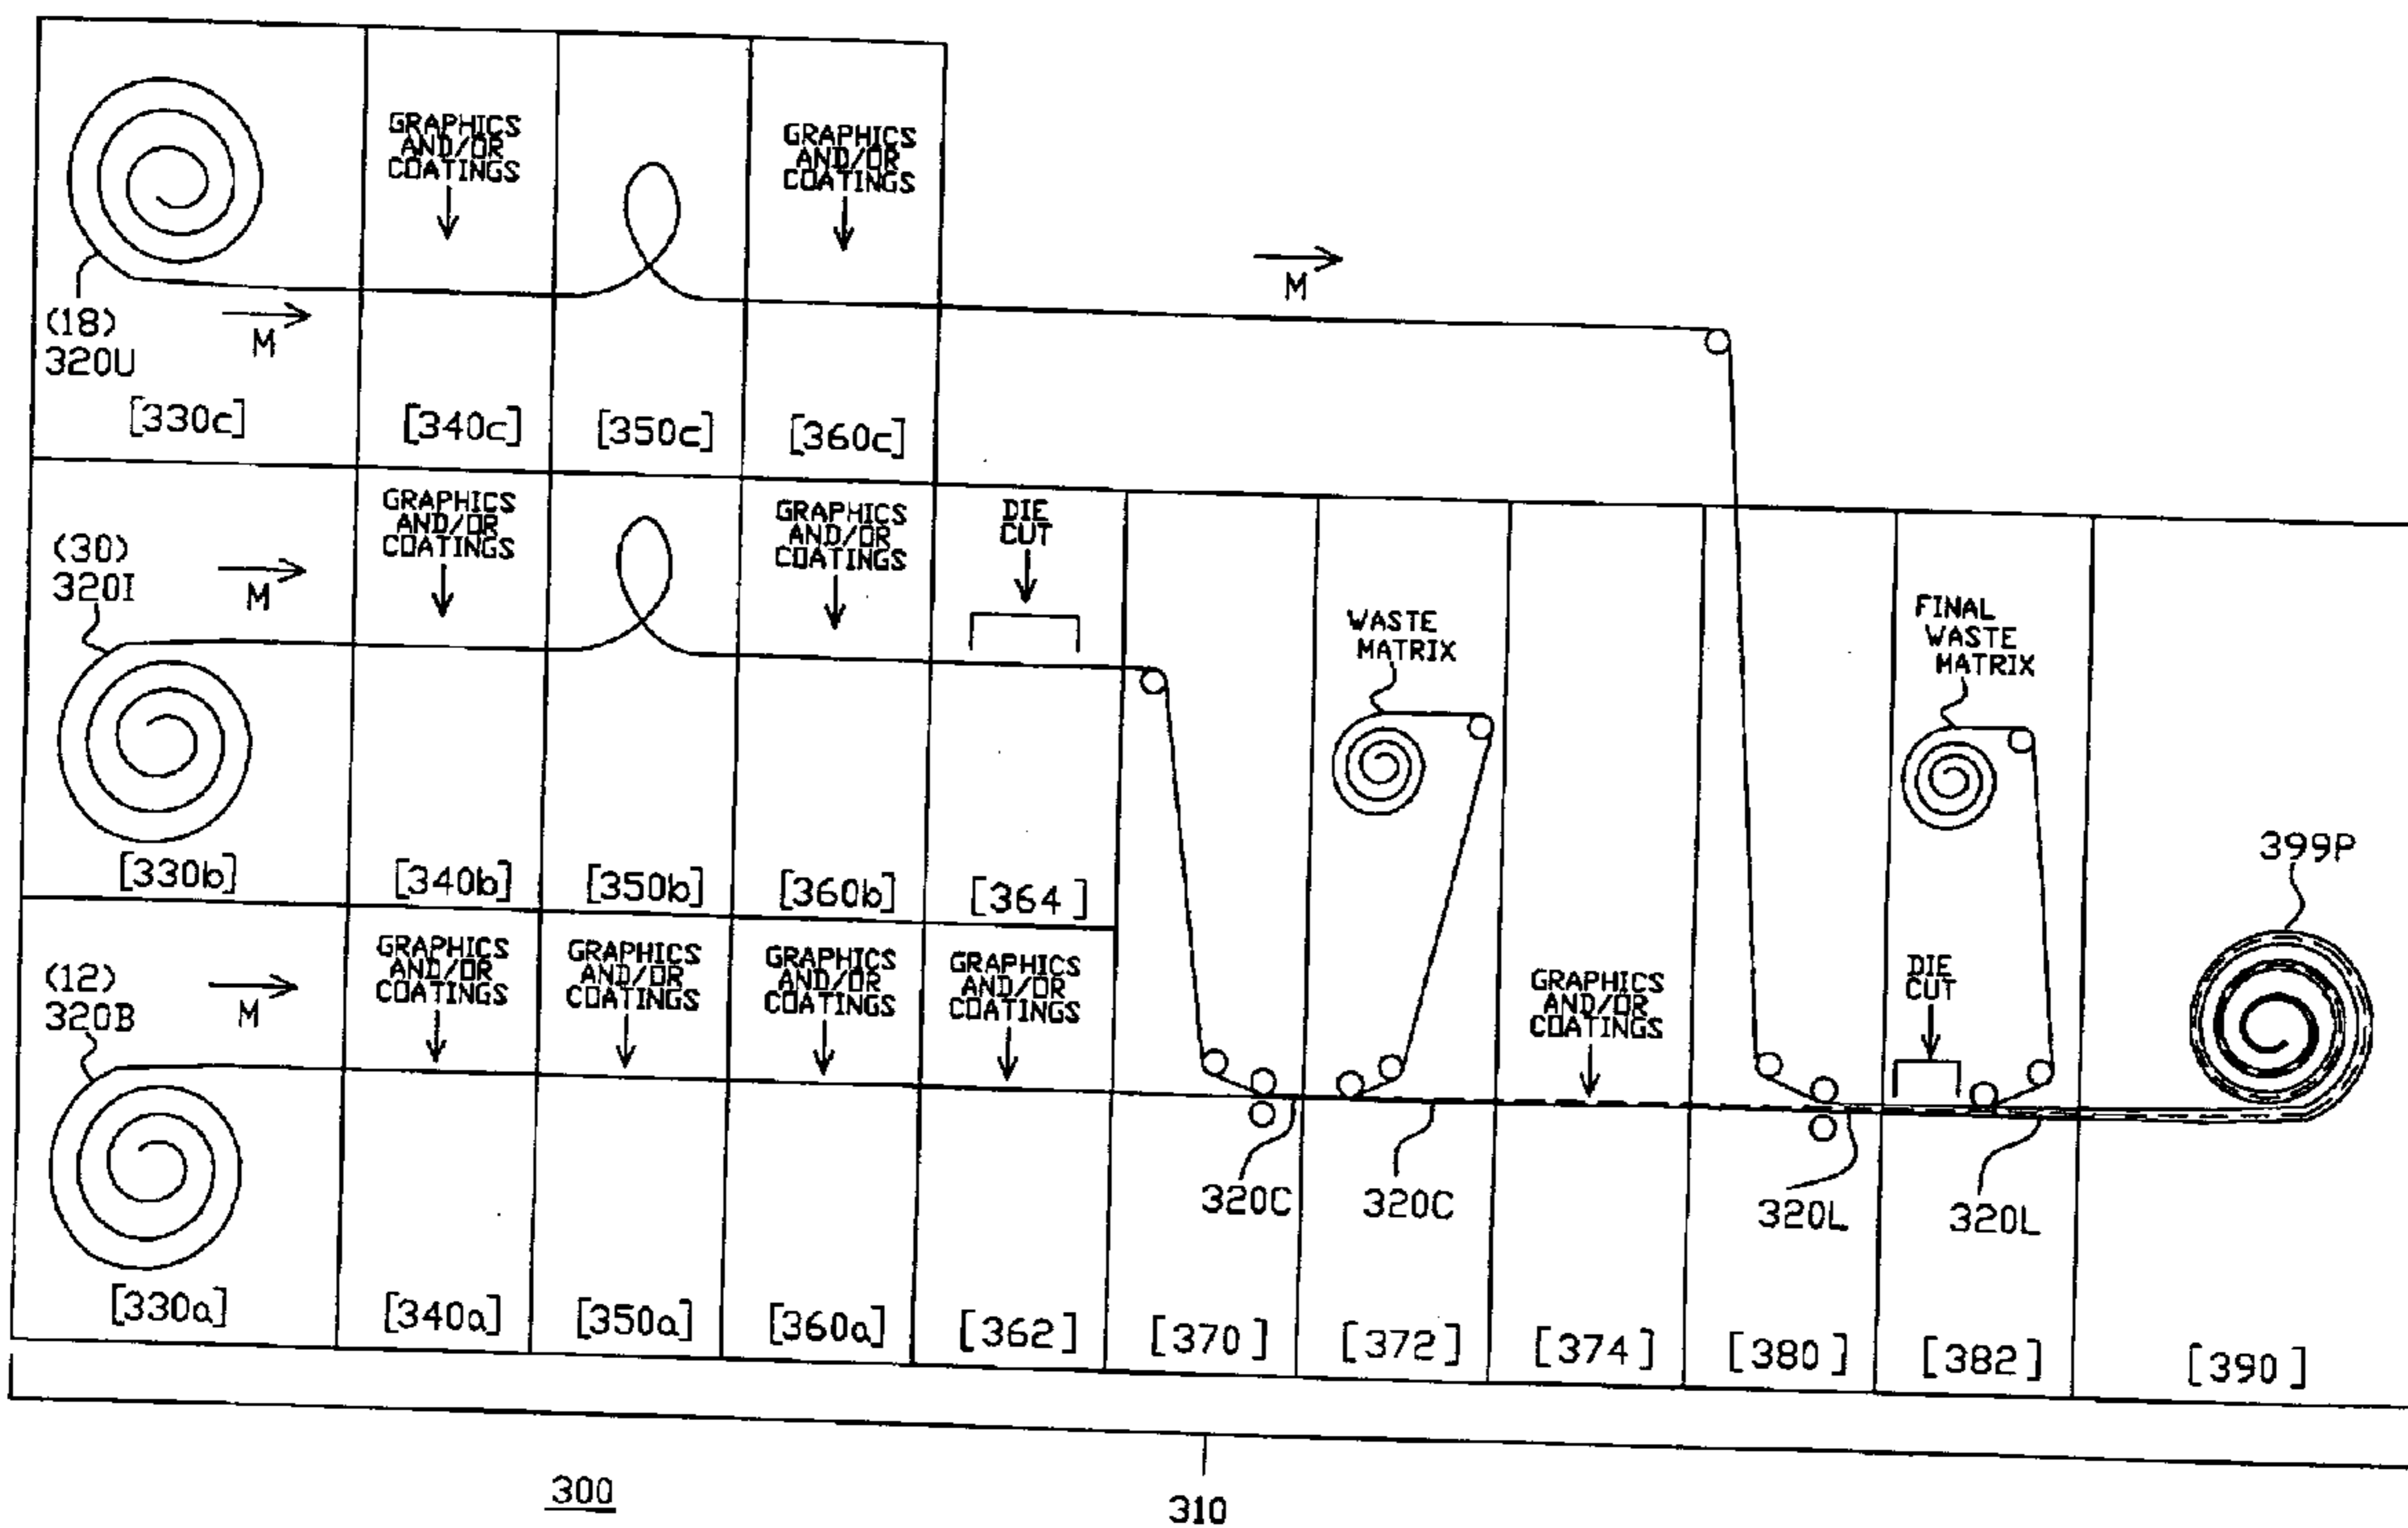 GRAPHICS
AND/OR
COATINGS
GRAPHICS
AND/OR
COATINGS
M
(18)
320U
M
[330c]
[340c]
[350c]
[360c]
GRAPHICS
AND/OR
COATINGS
GRAPHICS
AND/OR
COATINGS
DIE
CUT
(30)
320I
M
WASTE
MATRIX
FINAL
WASTE
MATRIX
399P
[330b]
[340b]
[350b]
[360b]
[364]
(12)
320B
M
GRAPHICS
AND/OR
COATINGS
GRAPHICS
AND/OR
COATINGS
GRAPHICS
AND/OR
COATINGS
GRAPHICS
AND/OR
COATINGS
GRAPHICS
AND/OR
COATINGS
DIE
CUT
320C
320C
320L
320L
[330a]
[340a]
[350a]
[360a]
[362]
[370]
[372]
[374]
[380]
[382]
[390]
300
310